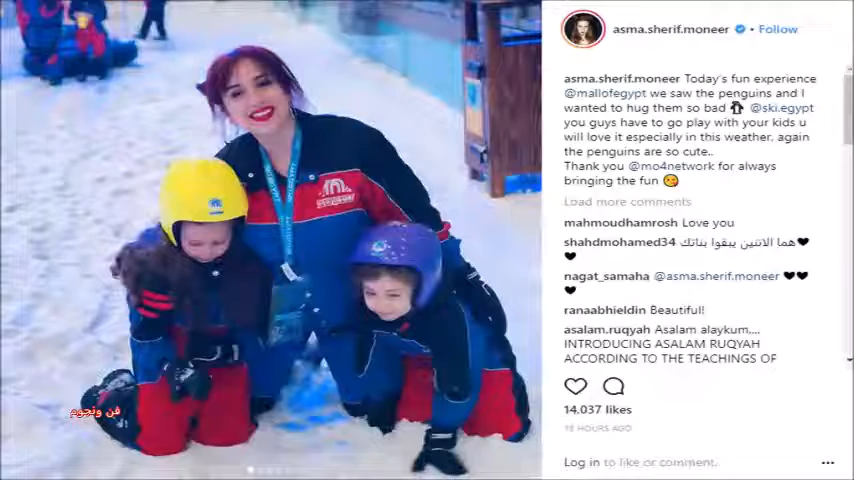 asma.sherif.moneer • Follow
asma.sherif.moneer Today's fun experience
@mallofegypt we saw the penguins and I
wanted to hug them so bad @ski.egypt
you guys have to go play with your kids u
will love it especially in this weather, again
the penguins are so cute..
Thank you @mo4network for always
bringing the fun
Load more comments
mahmoudhamrosh Love you
shahdmohamed34 هما الاتنين يبقوا بناتك
nagat_samaha @asma.sherif.moneer
ranaabhieldin Beautiful!
asalam.ruqyah Asalam alaykum....
INTRODUCING ASALAM RUQYAH
ACCORDING TO THE TEACHINGS OF
14,037 likes
18 HOURS AGO
Log in to like or comment.
فن ونجوم